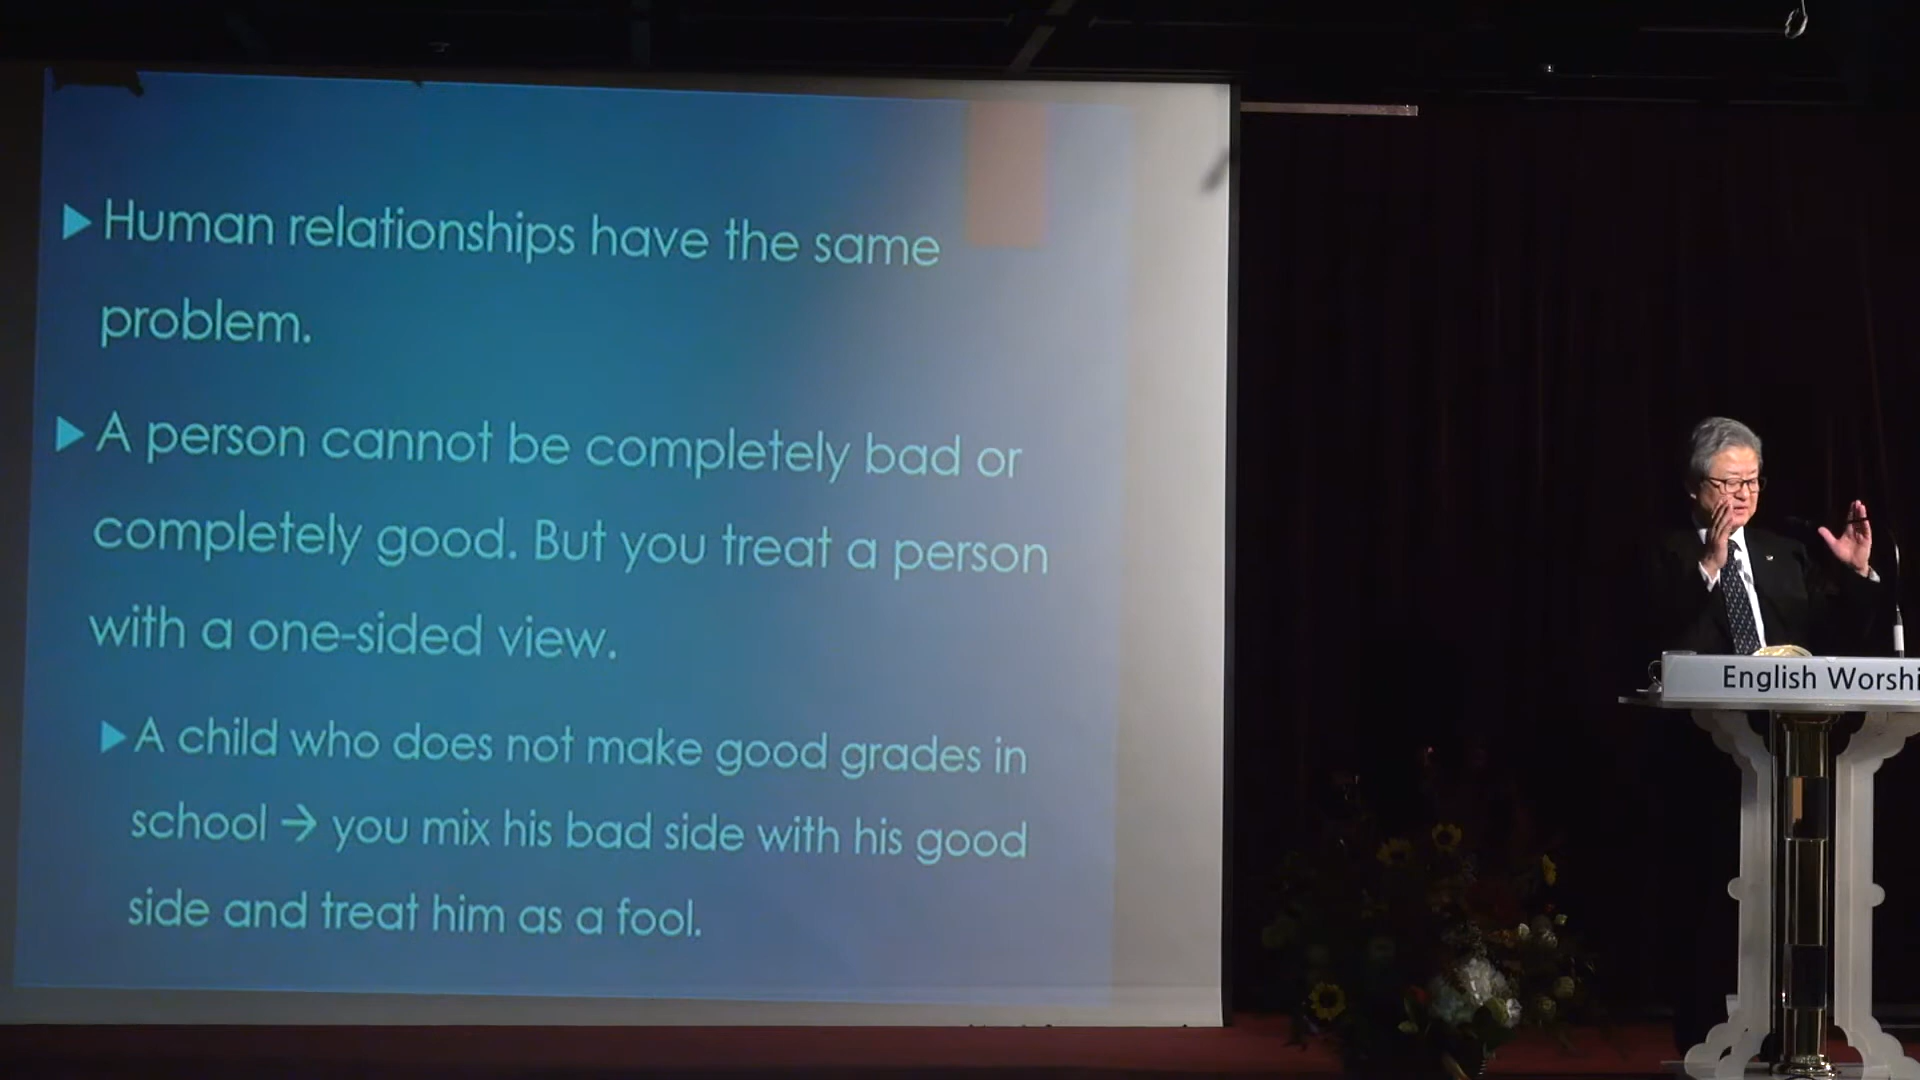 Human relationships have the same
problem.
A person cannot be completely bad or
completely good. But you treat a person
with a one-sided view.
A child who does not make good grades in
school → you mix his bad side with his good
side and treat him as a fool.
English Worshi